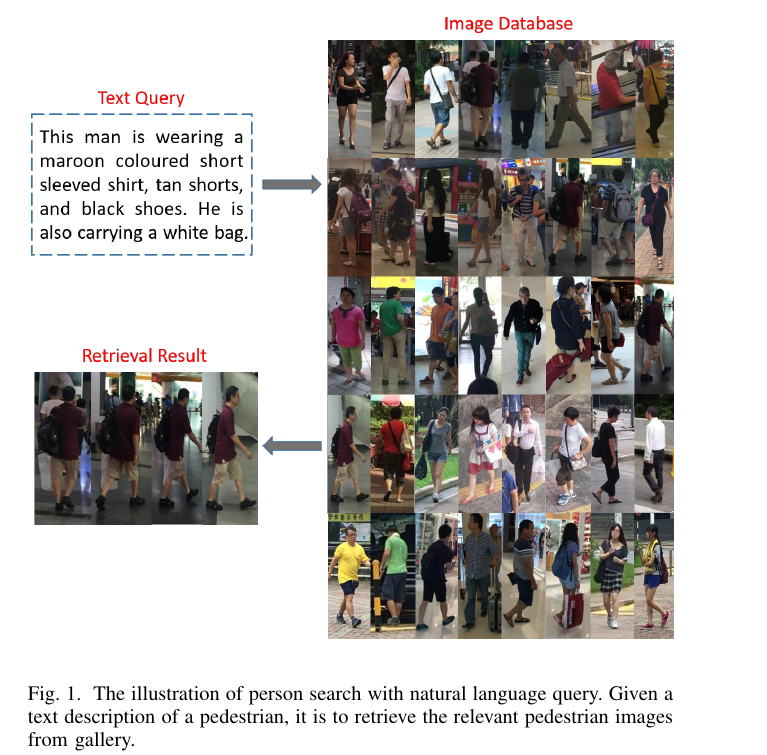 Image Database
Text Query
This man is wearing a
maroon coloured short
sleeved shirt, tan shorts,
and black shoes. He is
also carrying a white bag.
Retrieval Result
Fig. 1. The illustration of person search with natural language query. Given a
text description of a pedestrian, it is to retrieve the relevant pedestrian images
from gallery.